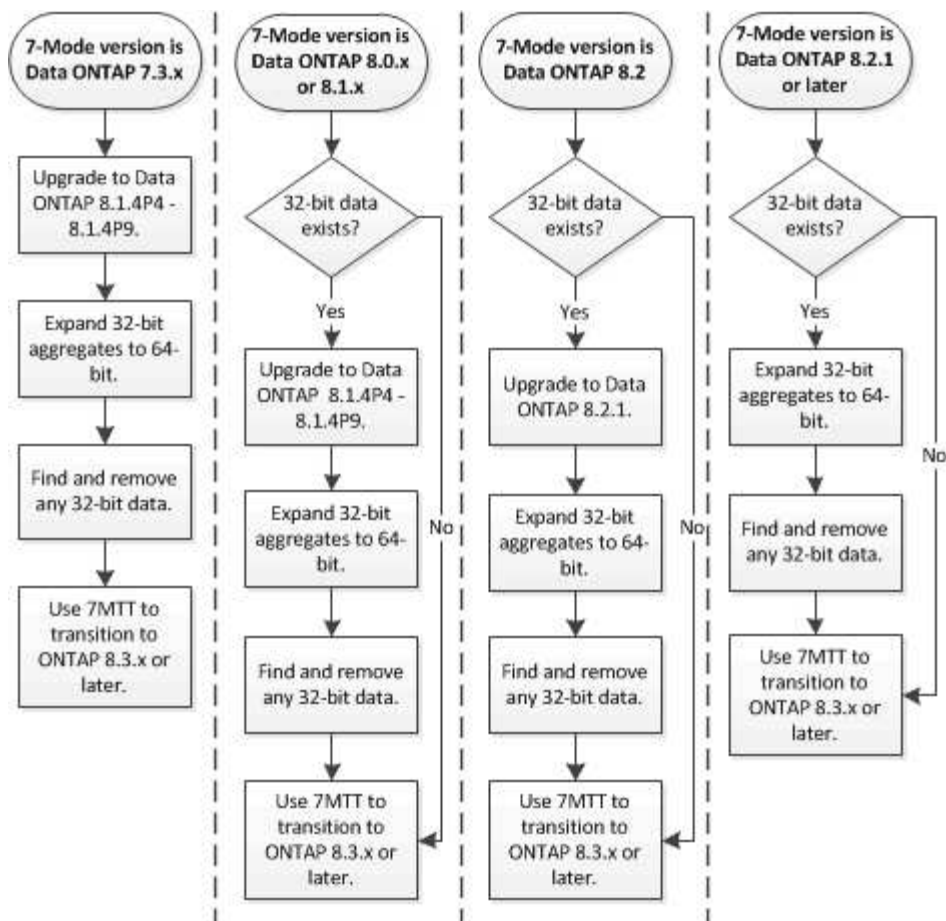 7-Mode version is
Data ONTAP 7.3.x
Upgrade to Data
ONTAP 8.1.4P4 -
8.1.4P9.
Expand 32-bit
aggregates to 64-
bit.
Find and remove
any 32-bit data.
Use 7MTT to
transition to
ONTAP 8.3.x or
later.
7-Mode version is
Data ONTAP 8.0.x
or 8.1.x
32-bit data
exists?
Yes
No
Upgrade to Data
ONTAP 8.1.4P4 -
8.1.4P9.
Expand 32-bit
aggregates to 64-
bit.
Find and remove
any 32-bit data.
Use 7MTT to
transition to
ONTAP 8.3.x or
later.
7-Mode version is
Data ONTAP 8.2
32-bit data
exists?
Yes
No
Upgrade to Data
ONTAP 8.2.1.
Expand 32-bit
aggregates to 64-
bit.
Find and remove
any 32-bit data.
Use 7MTT to
transition to
ONTAP 8.3.x or
later.
7-Mode version is
Data ONTAP 8.2.1
or later
32-bit data
exists?
Yes
No
Expand 32-bit
aggregates to 64-
bit.
Find and remove
any 32-bit data.
Use 7MTT to
transition to
ONTAP 8.3.x or
later.